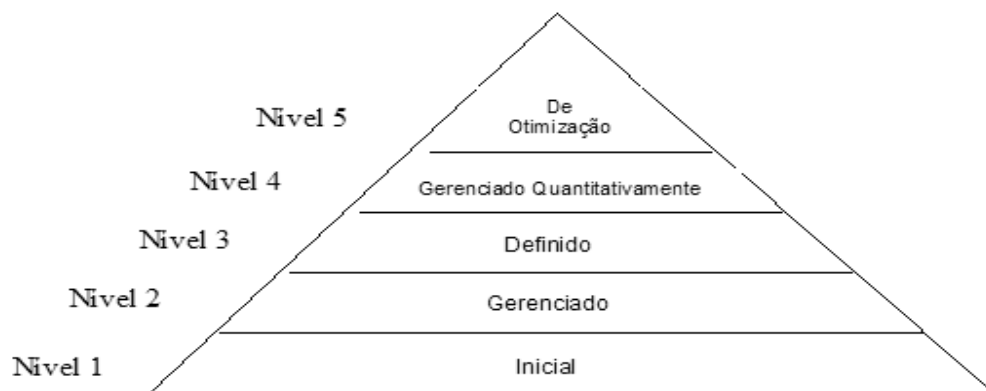 Nivel 5
De
Otimização
Nivel 4
Gerenciado Quantitativamente
Nivel 3
Definido
Nivel 2
Gerenciado
Nivel 1
Inicial